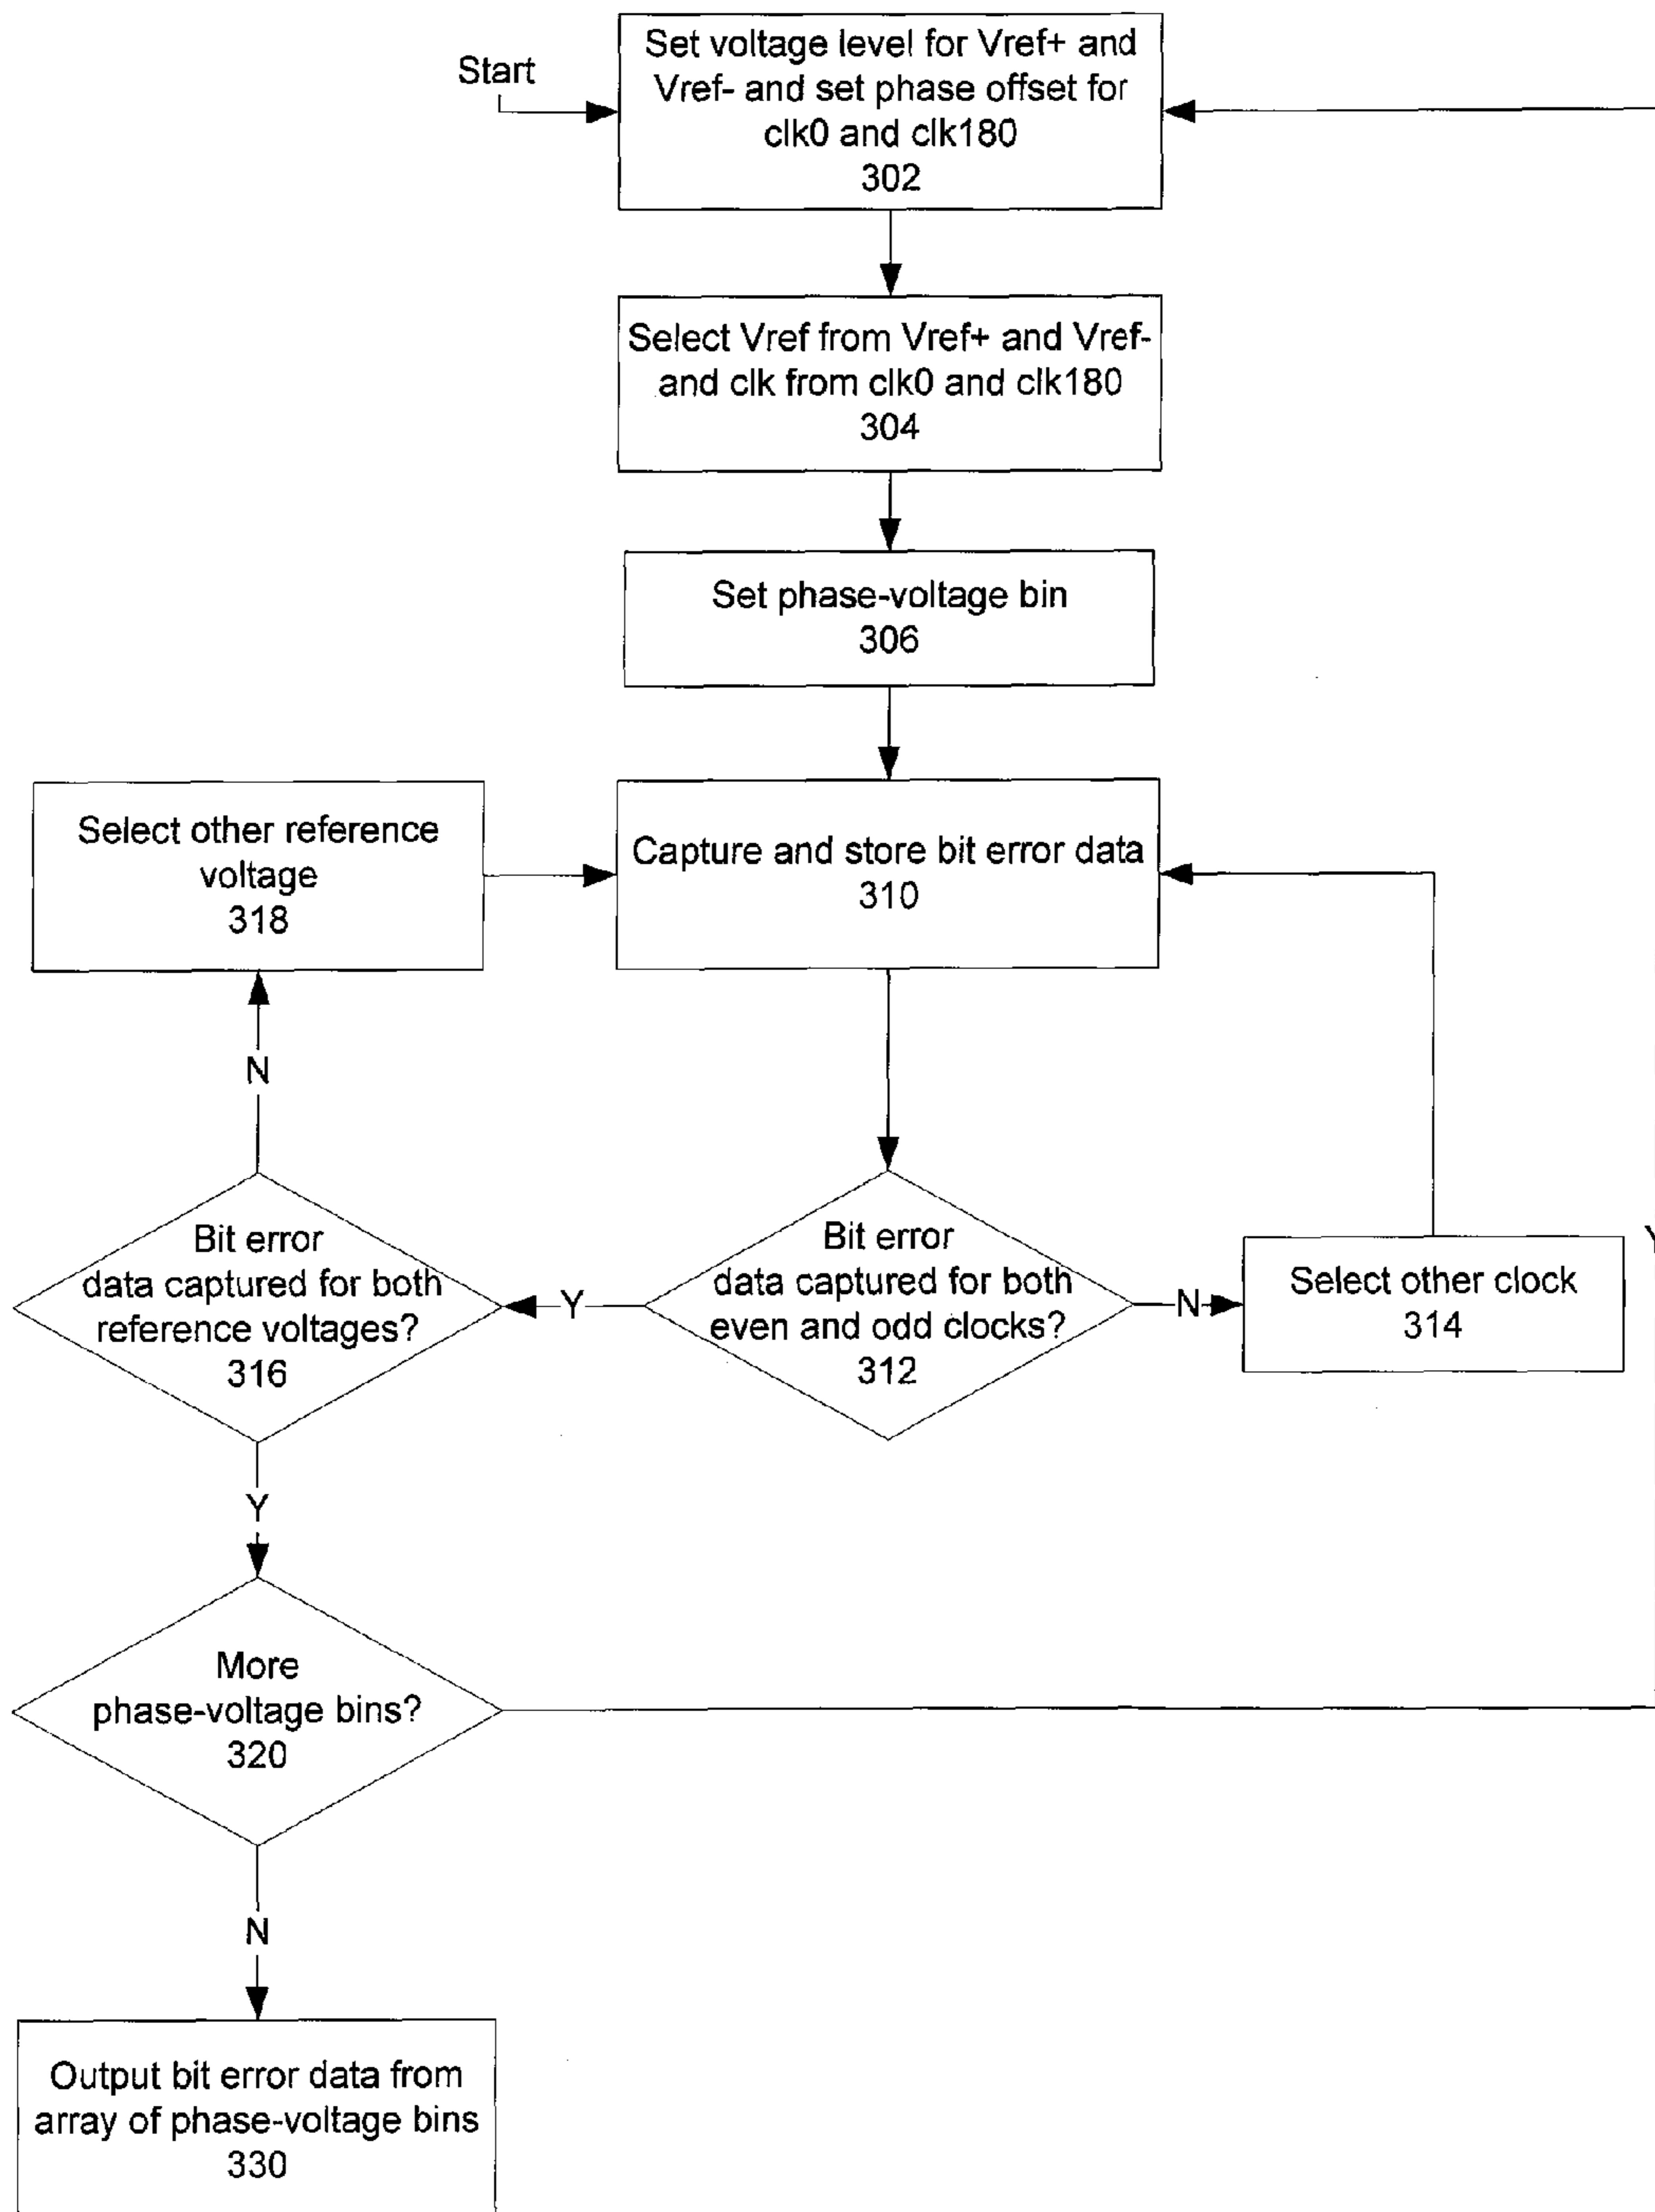 Start
Set voltage level for Vref+ and
Vref- and set phase offset for
clk0 and clk180
302
Select Vref from Vref+ and Vref-
and clk from clk0 and clk180
304
Set phase-voltage bin
306
Select other reference
voltage
318
Capture and store bit error data
310
N
Bit error
data captured for both
reference voltages?
316
Y
Bit error
data captured for both
even and odd clocks?
312
N
Select other clock
314
Y
Y
More
phase-voltage bins?
320
N
Output bit error data from
array of phase-voltage bins
330